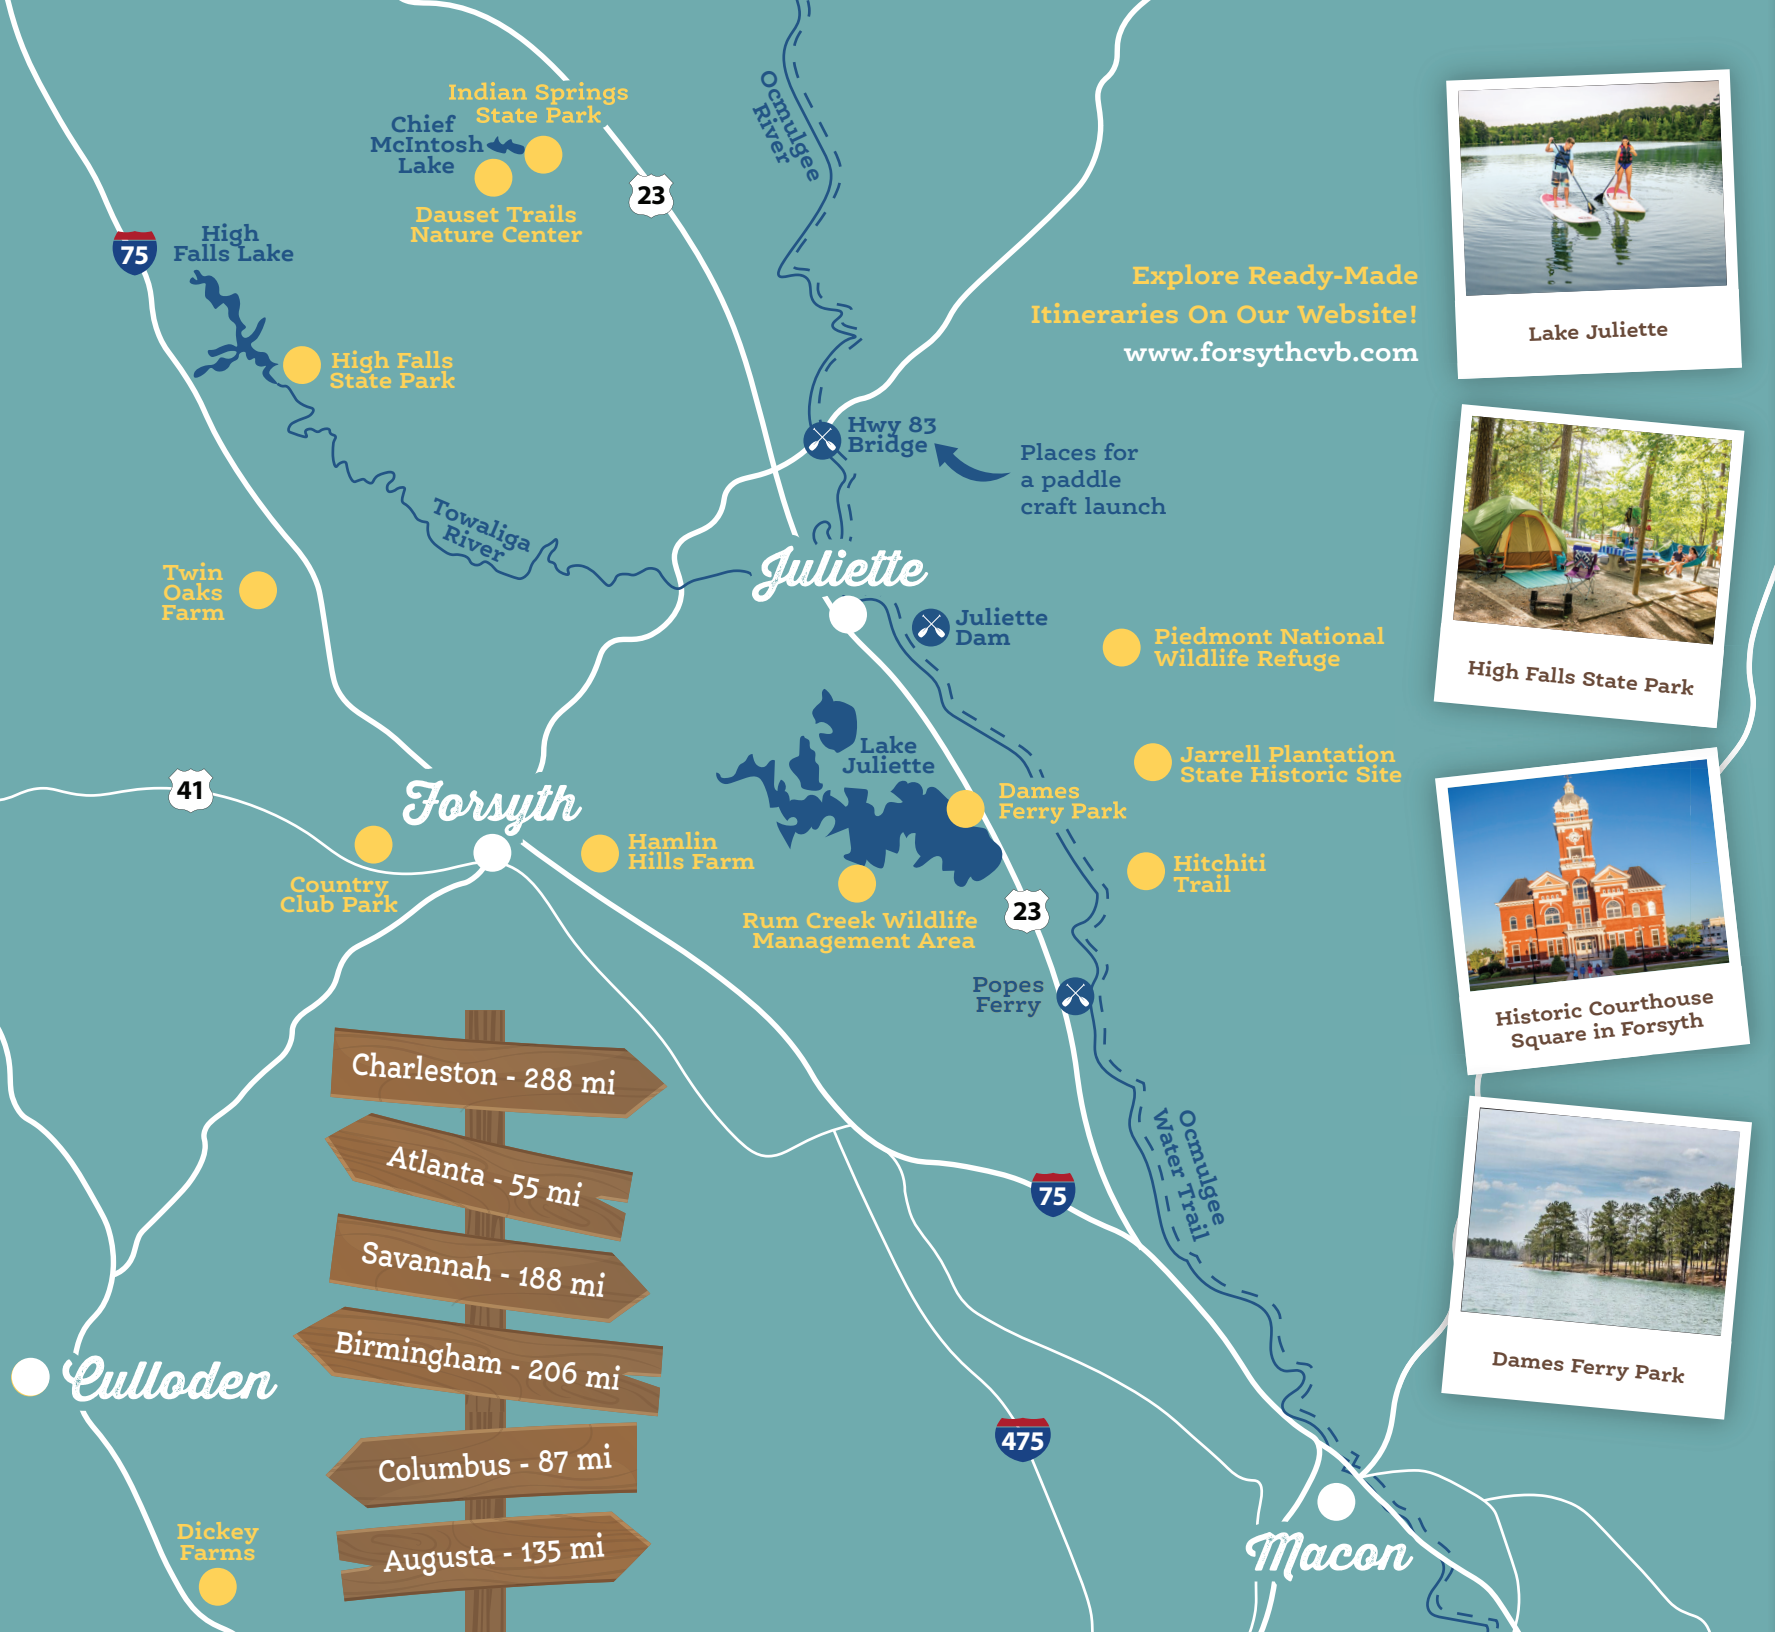 Indian Springs
State Park
Chief
McIntosh
Lake
Dauset Trails
Nature Center
23
Ocmulgee
River
75
High
Falls Lake
High Falls
State Park
Explore Ready-Made
Itineraries On Our Website!
www.forsythcvb.com
Lake Juliette
Hwy 83
Bridge
Places for
a paddle
craft launch
Towaliga
River
Twin
Oaks
Farm
Juliette
Juliette
Dam
Piedmont National
Wildlife Refuge
High Falls State Park
Lake
Juliette
Jarrell Plantation
State Historic Site
Dames
Ferry Park
41
Forsyth
Hamlin
Hills Farm
Country
Club Park
Hitchiti
Trail
Rum Creek Wildlife
Management Area
23
Popes
Ferry
Historic Courthouse
Square in Forsyth
Charleston - 288 mi
Atlanta - 55 mi
Savannah - 188 mi
Birmingham - 206 mi
Columbus - 87 mi
Augusta - 135 mi
75
Ocmulgee
Water Trail
Dames Ferry Park
Culloden
475
Dickey
Farms
Macon